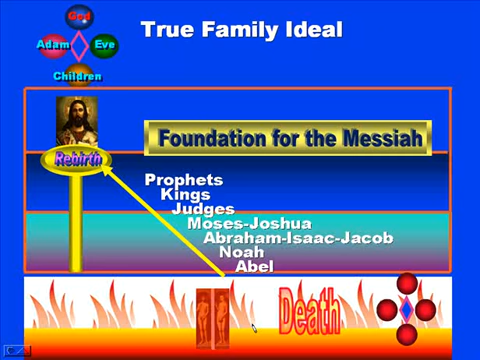 God
True Family Ideal
Adam Eve
Children
Foundation for the Messiah
Rebirth
Prophets
Kings
Judges
Moses-Joshua
Abraham-Isaac-Jacob
Noah
Abel
Death